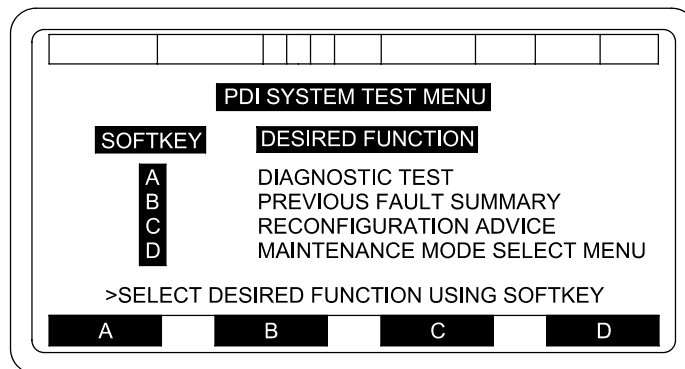 PDI SYSTEM TEST MENU
SOFTKEY DESIRED FUNCTION
A DIAGNOSTIC TEST
B PREVIOUS FAULT SUMMARY
C RECONFIGURATION ADVICE
D MAINTENANCE MODE SELECT MENU
>SELECT DESIRED FUNCTION USING SOFTKEY
A B C D